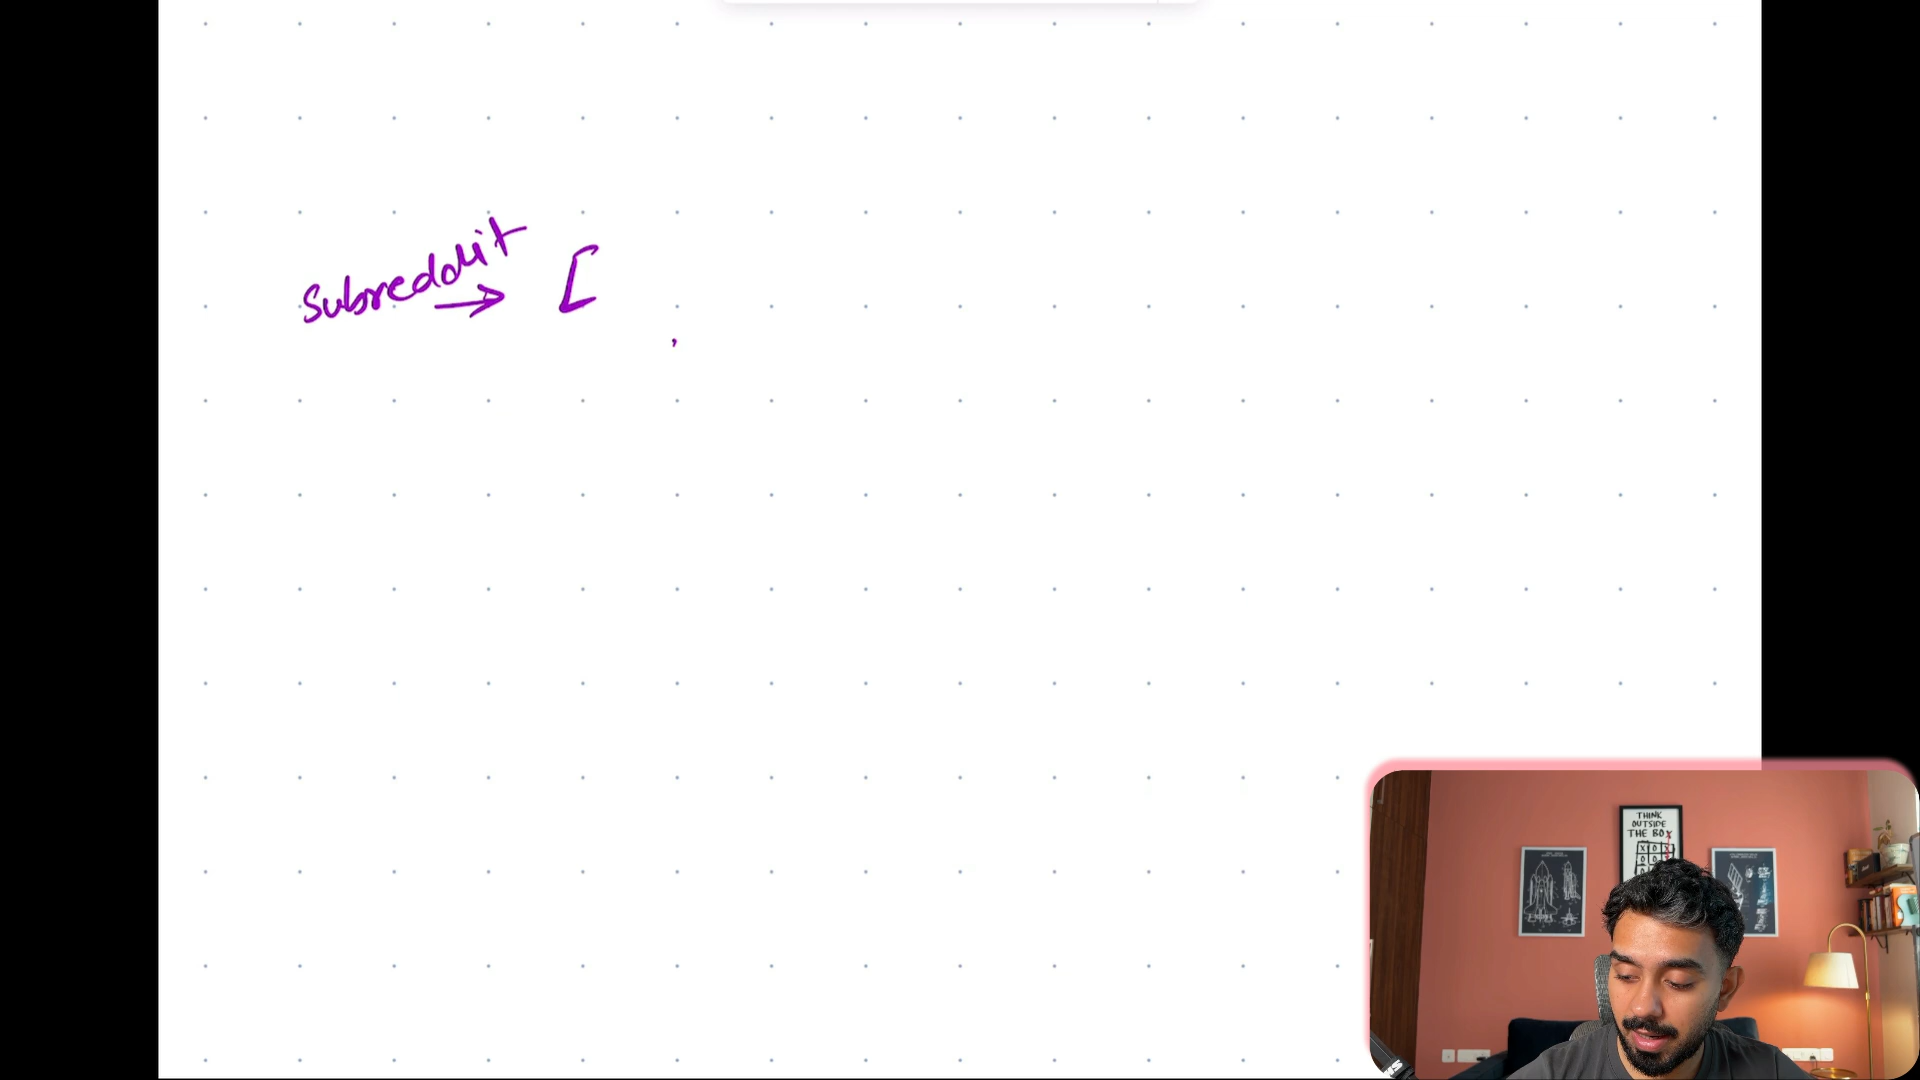 Subreddit → [
THINK
OUTSIDE
THE BOX